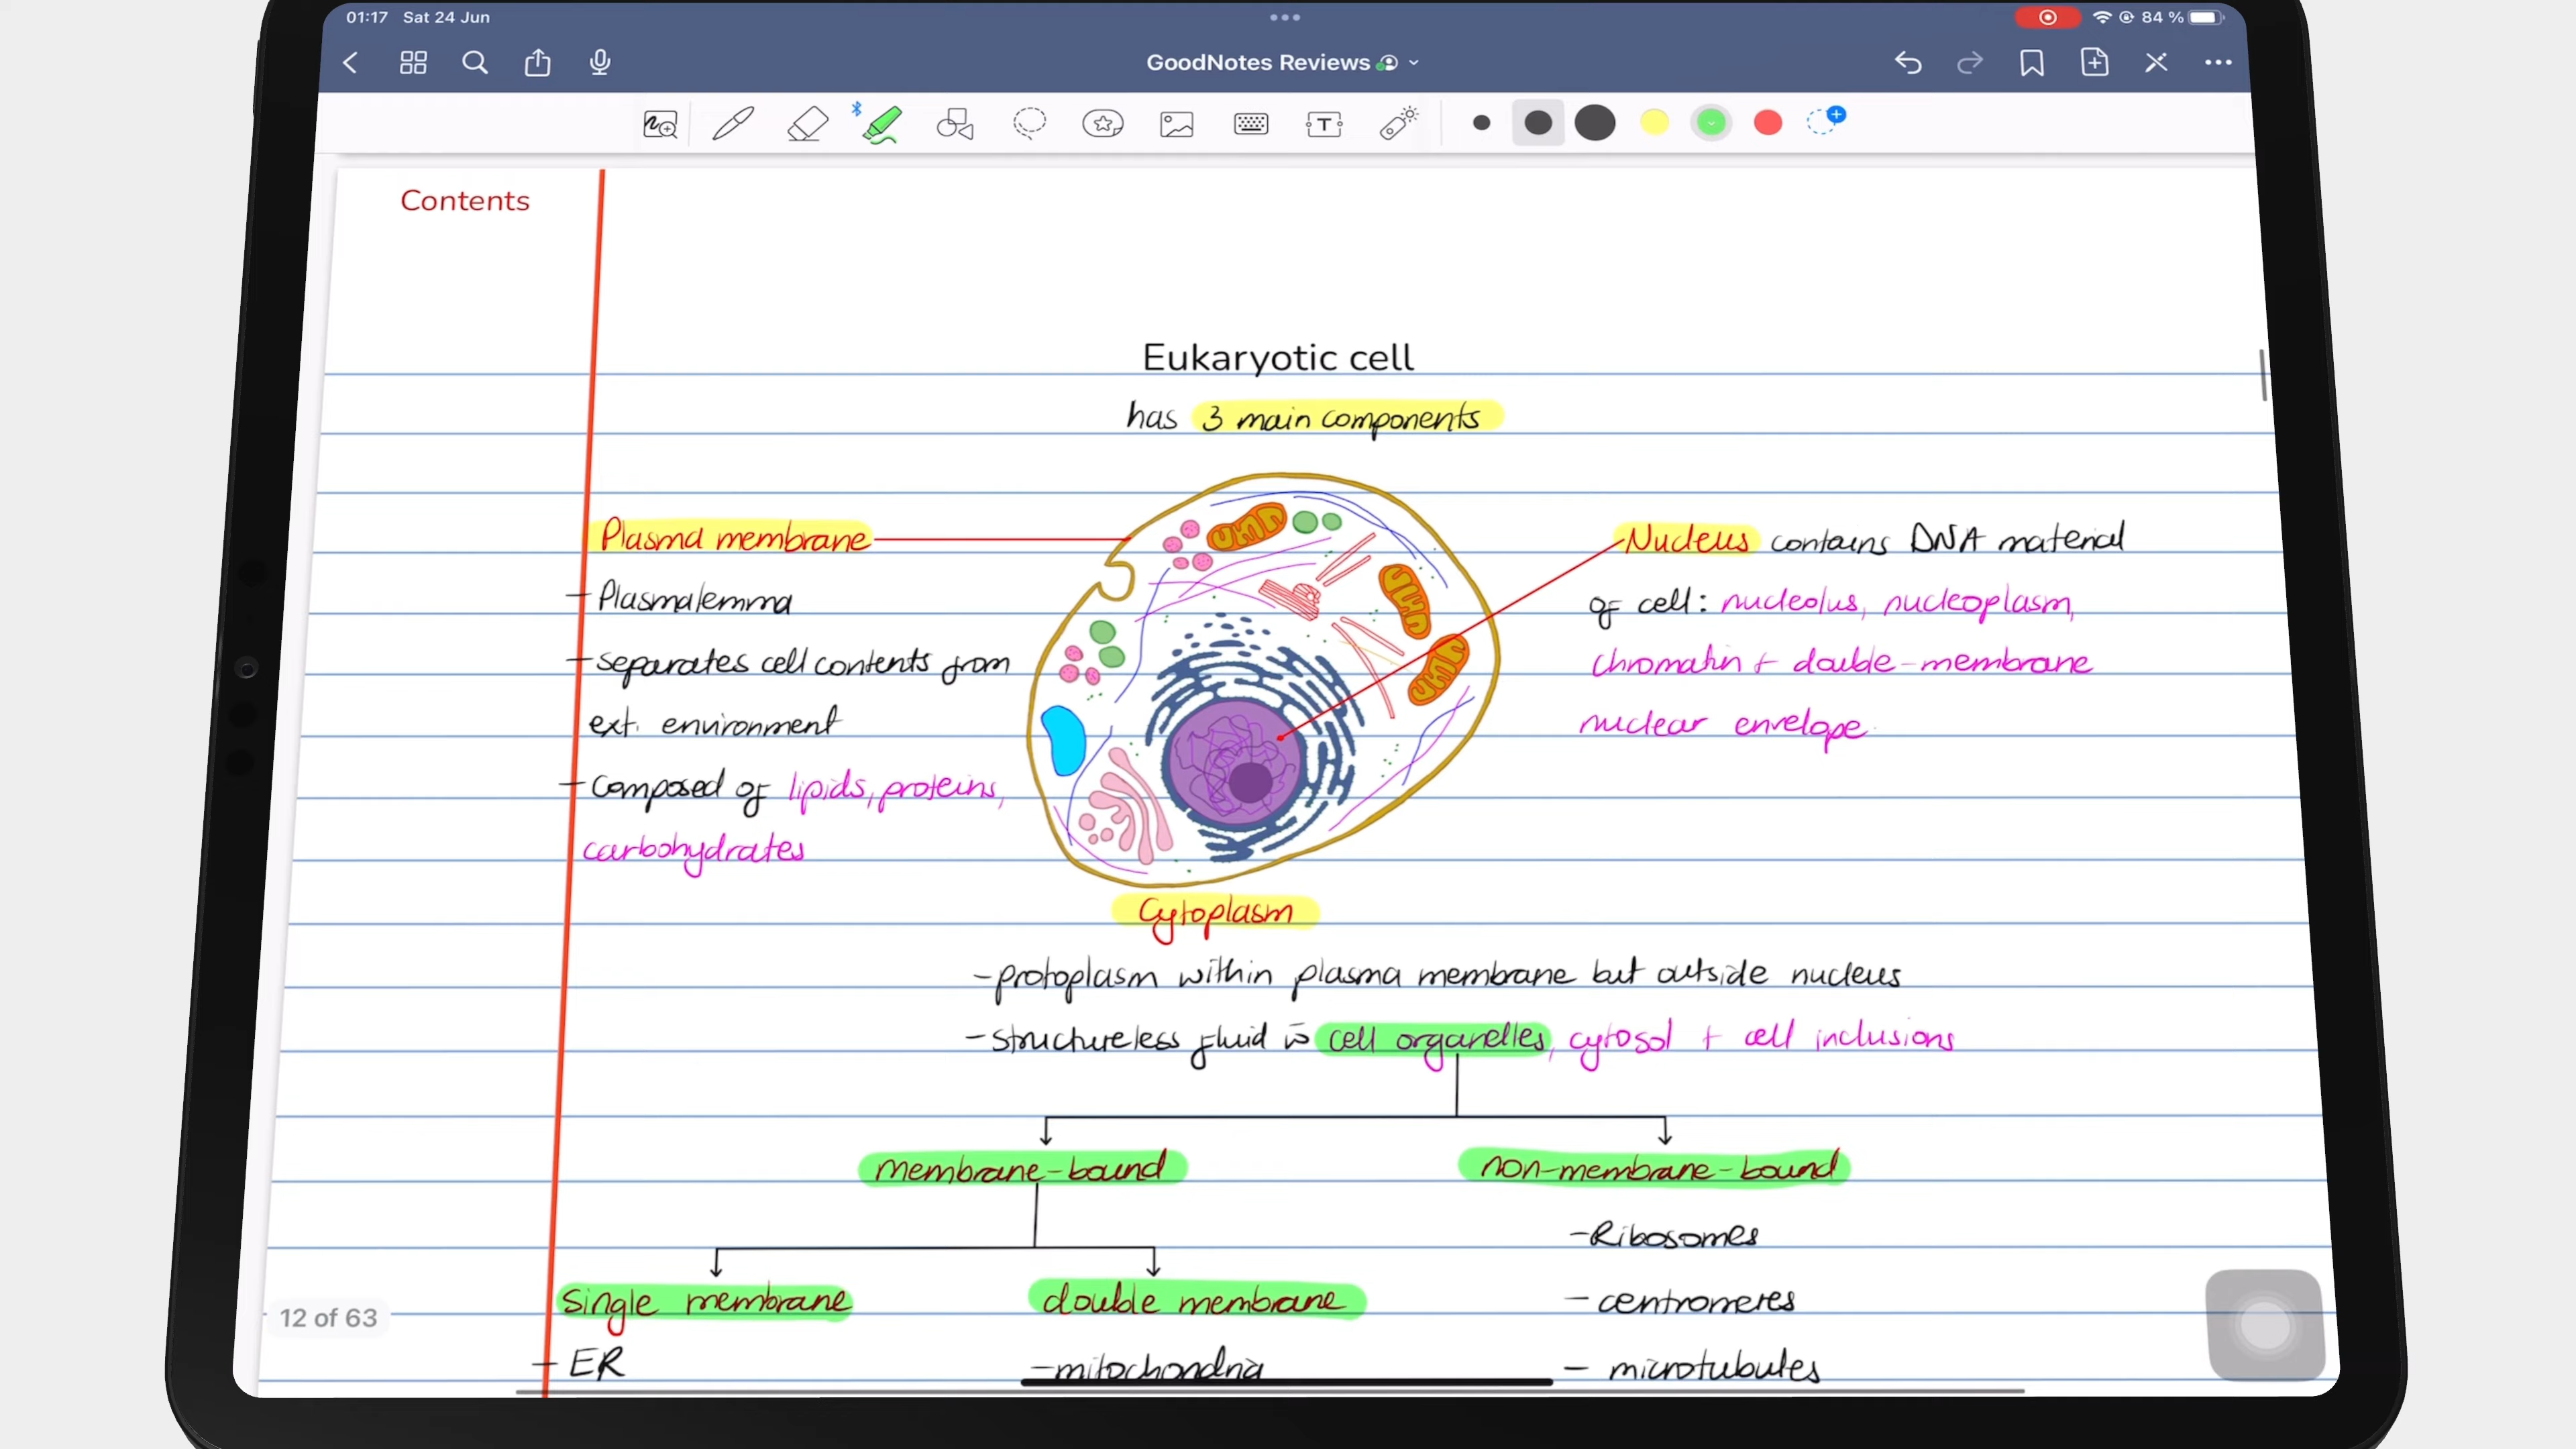 01:17 Sat 24 Jun
84 %
GoodNotes Reviews
T
Contents
Eukaryotic cell
has 3 main components
Plasma membrane
- Plasmalemma
- separates cell contents from
ext. environment
- composed of lipids, proteins,
carbohydrates
Nucleus contains DNA material
of cell: nucleolus, nucleoplasm,
chromatin + double-membrane
nuclear envelope
Cytoplasm
- protoplasm within plasma membrane but outside nucleus
- structureless fluid cell organelles, cytosol + cell inclusions
membrane-bound
non-membrane-bound
- Ribosomes
- centromeres
- microtubules
single membrane
- ER
double membrane
- mitochondria
12 of 63